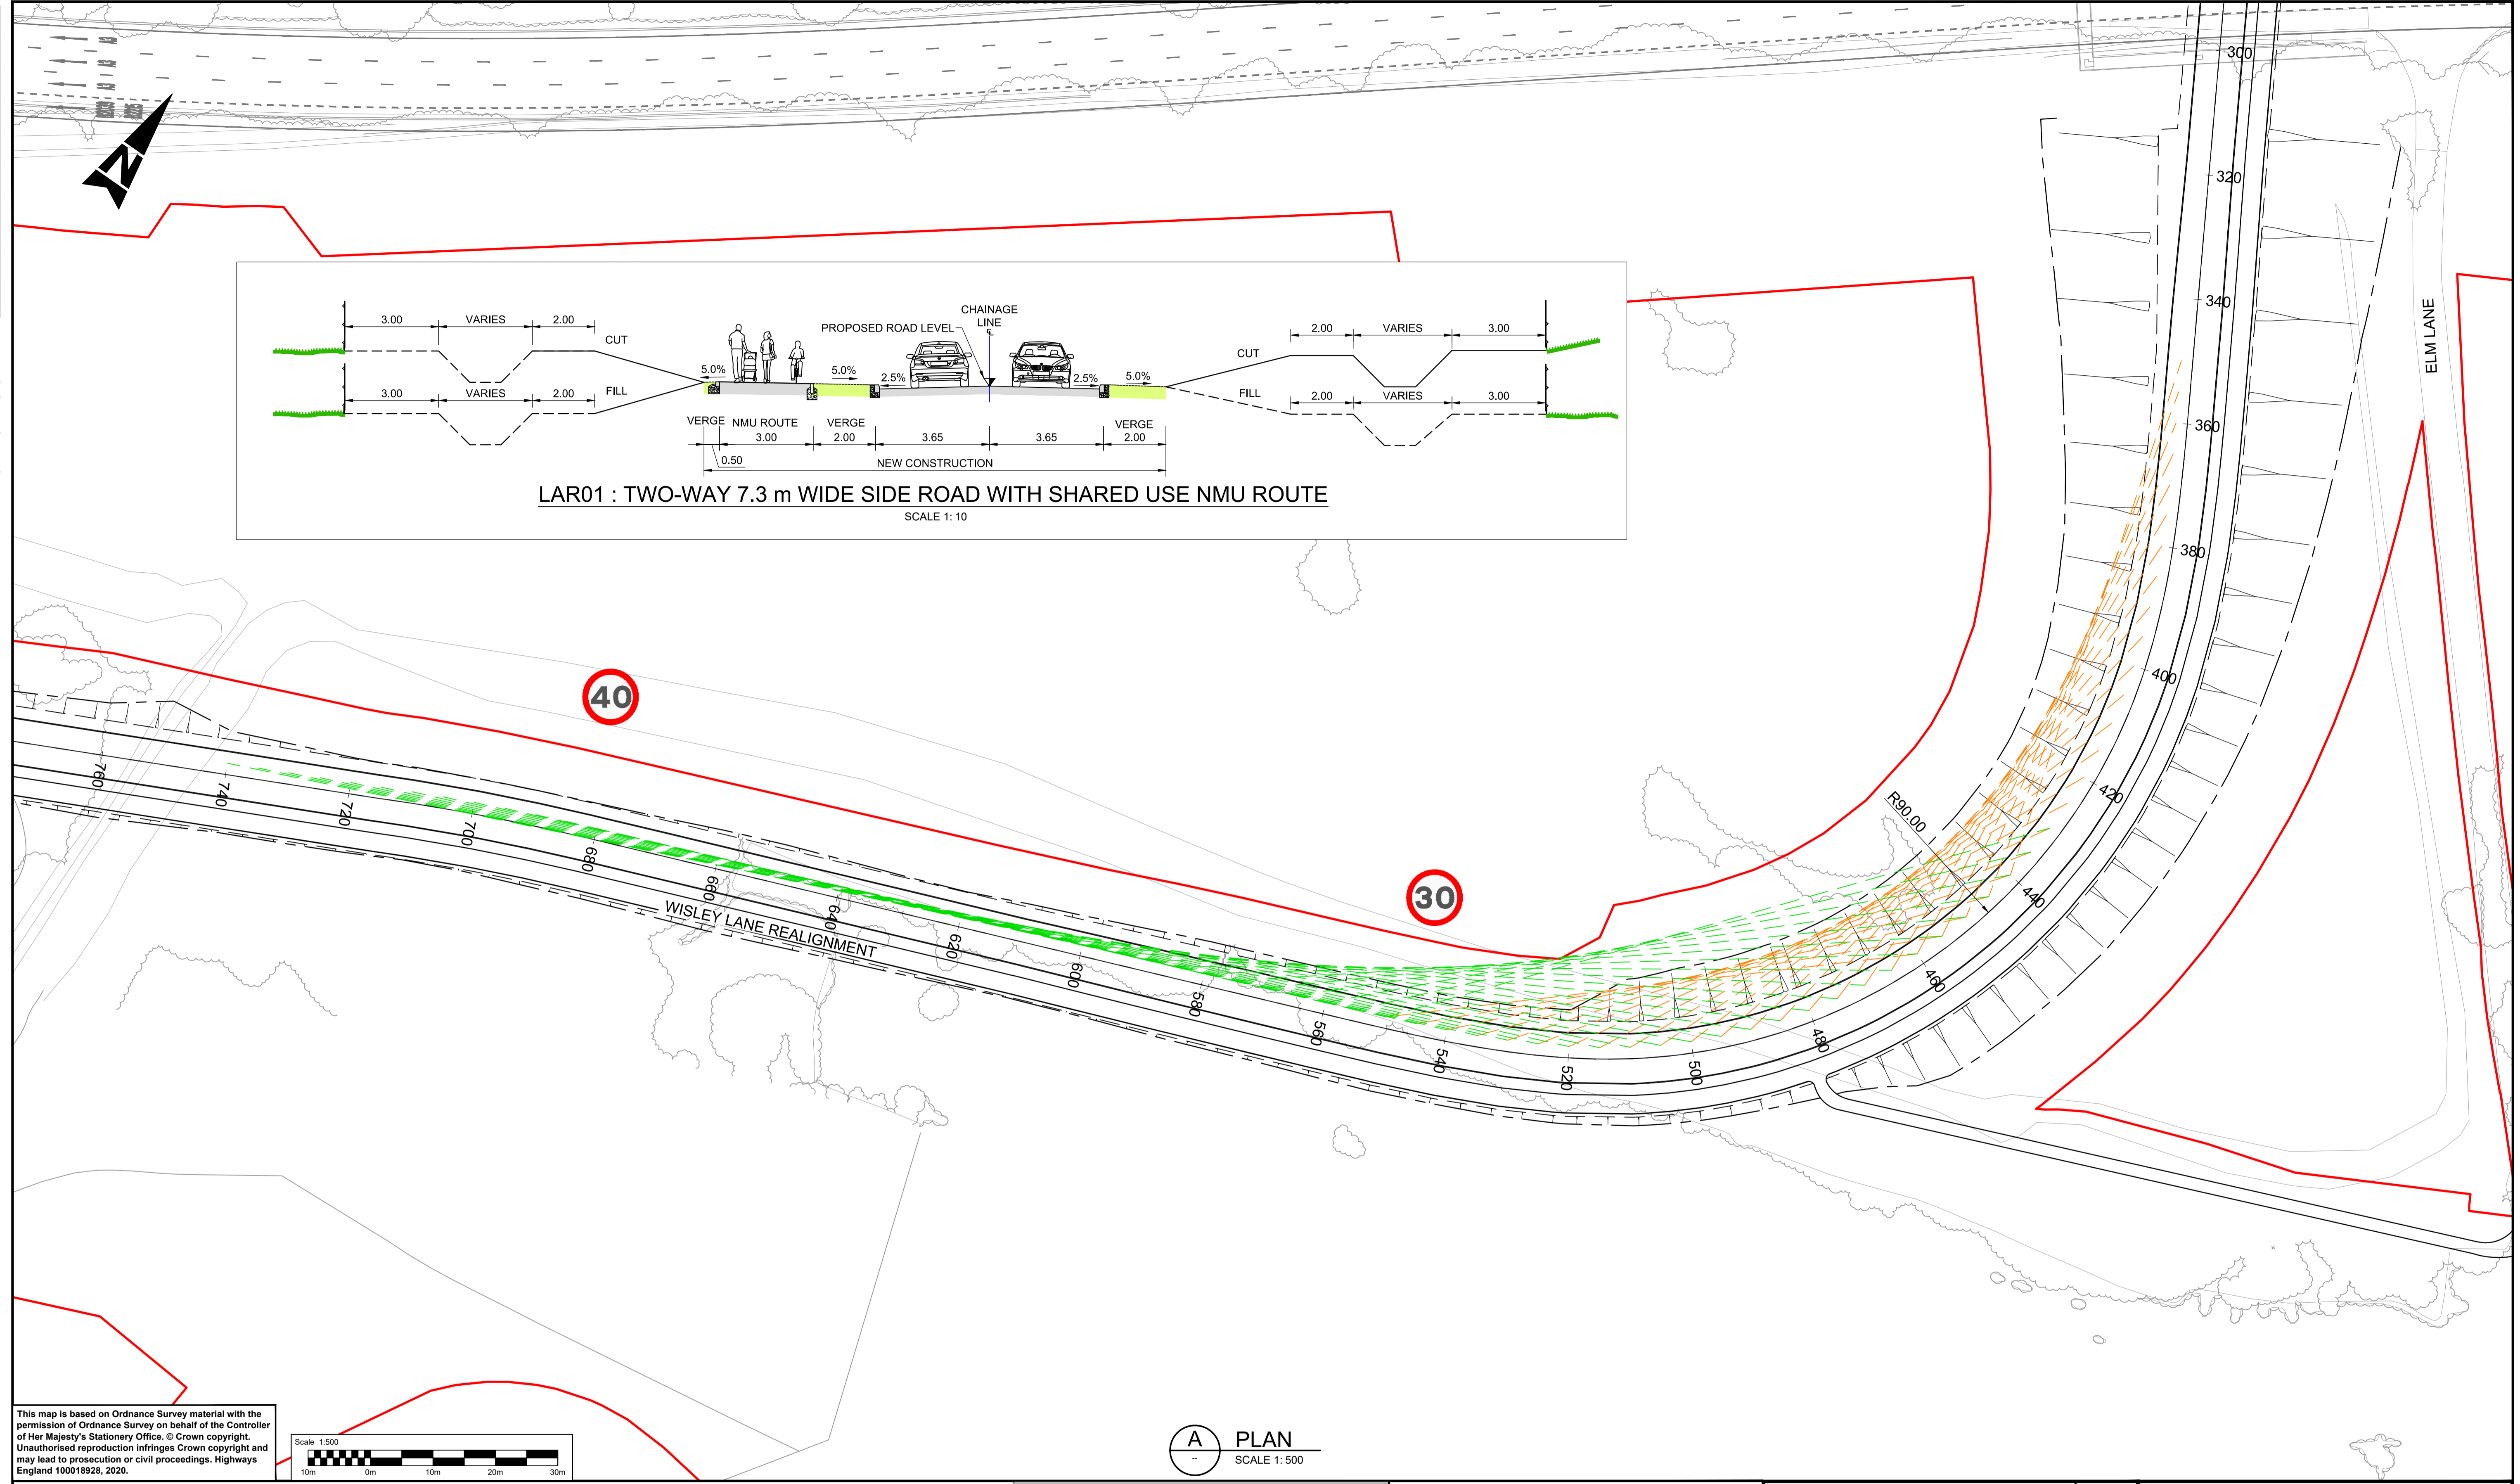 N
300
320
340
360
380
400
420
440
460
480
500
520
540
560
580
600
620
640
660
680
700
720
740
760
ELM LANE
3.00 VARIES 2.00
CUT
3.00 VARIES 2.00
FILL
CHAINAGE
LINE
PROPOSED ROAD LEVEL
5.0%
5.0%
2.5%
2.5%
5.0%
2.00 VARIES 3.00
CUT
FILL
2.00 VARIES 3.00
VERGE NMU ROUTE VERGE VERGE
3.00 2.00 3.65 3.65 2.00
0.50
NEW CONSTRUCTION
LAR01 : TWO-WAY 7.3 m WIDE SIDE ROAD WITH SHARED USE NMU ROUTE
SCALE 1: 10
40
30
R90.00
WISLEY LANE REALIGNMENT
This map is based on Ordnance Survey material with the
permission of Ordnance Survey on behalf of the Controller
of Her Majesty's Stationery Office. © Crown copyright.
Unauthorised reproduction infringes Crown copyright and
may lead to prosecution or civil proceedings. Highways
England 100018928, 2020.
Scale 1:500
10m 0m 10m 20m 30m
A
--
PLAN
SCALE 1: 500